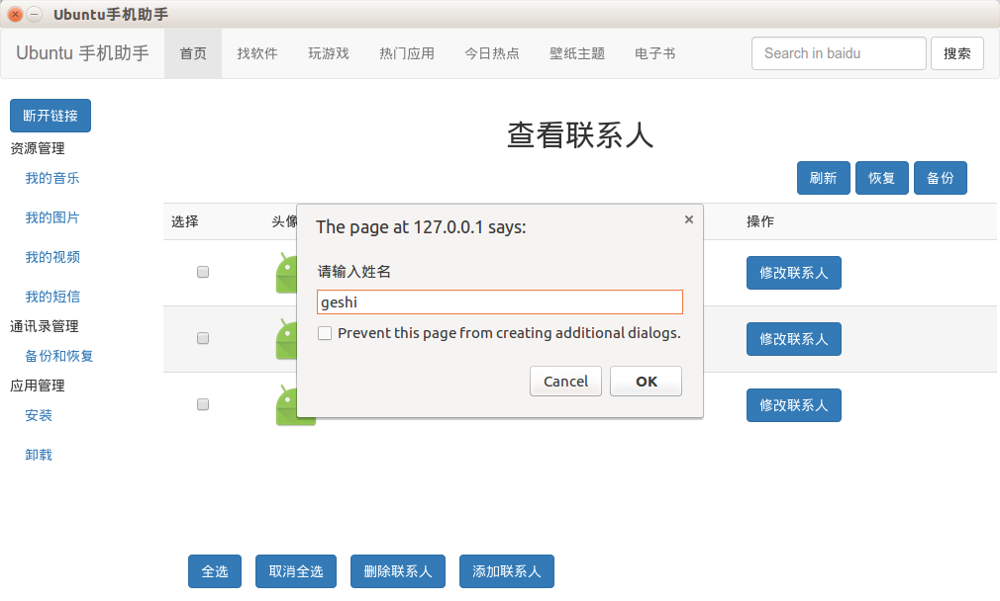 Ubuntu手机助手
Ubuntu 手机助手 首页 找软件 玩游戏 热门应用 今日热点 壁纸主题 电子书 Search in baidu 搜索
断开链接
资源管理
我的音乐
我的图片
我的视频
我的短信
通讯录管理
备份和恢复
应用管理
安装
卸载
查看联系人
刷新 恢复 备份
选择 头像 操作
修改联系人
修改联系人
修改联系人
The page at 127.0.0.1 says:
请输入姓名
geshi
Prevent this page from creating additional dialogs.
Cancel OK
全选 取消全选 删除联系人 添加联系人